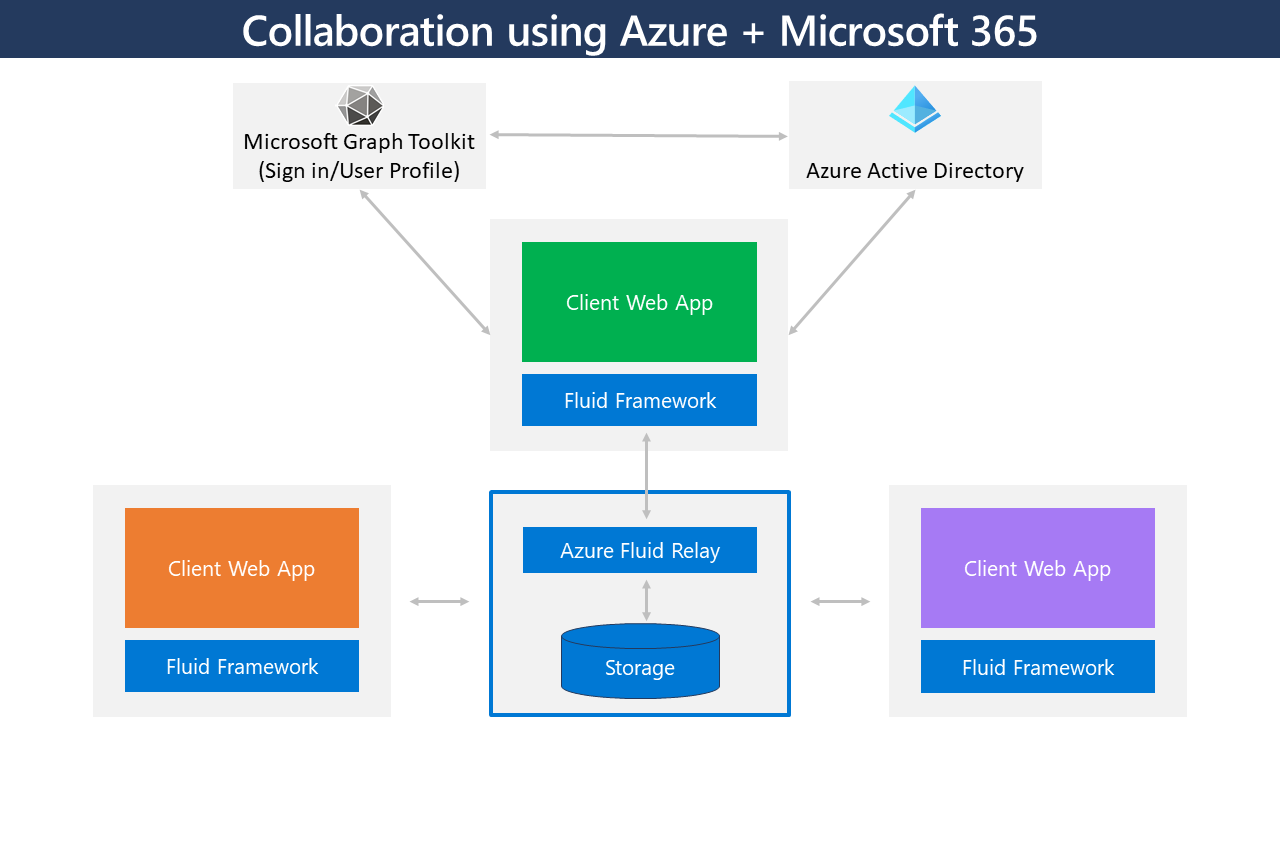 Collaboration using Azure + Microsoft 365
Microsoft Graph Toolkit
(Sign in/User Profile)
Azure Active Directory
Client Web App
Fluid Framework
Client Web App
Fluid Framework
Azure Fluid Relay
Storage
Client Web App
Fluid Framework